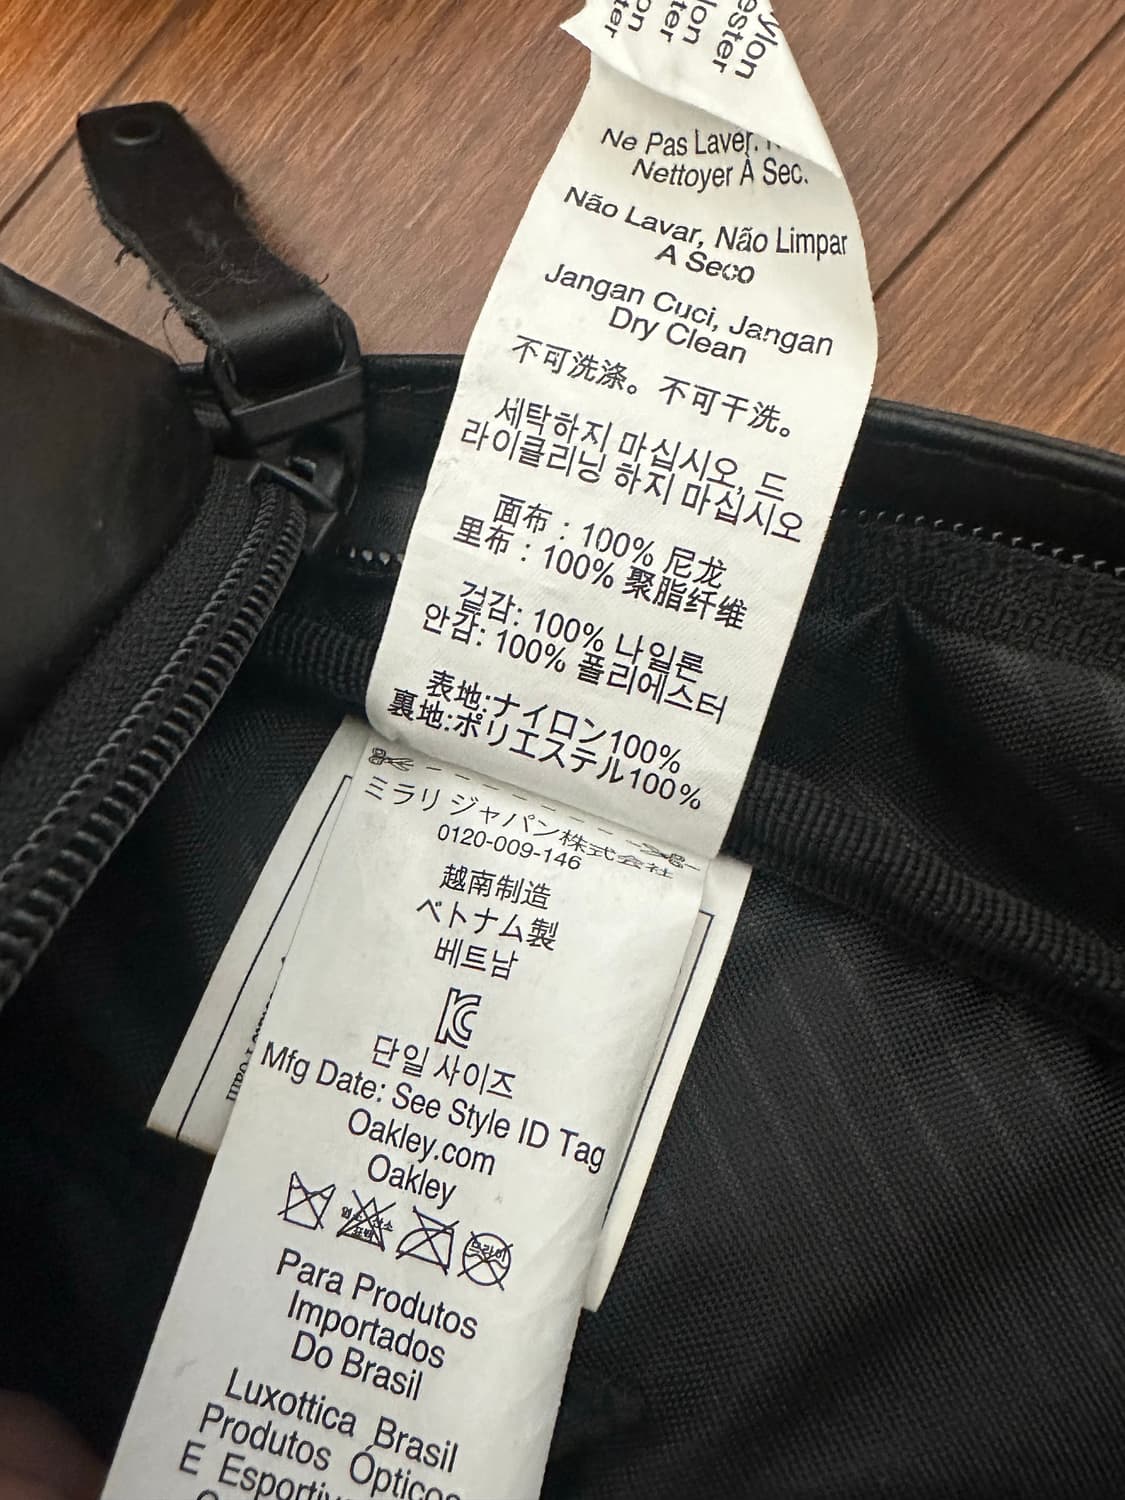 Ne Pas Laver.
Nettoyer À Sec.
Não Lavar, Não Limpar
A Seco
Jangan Cuci, Jangan
Dry Clean
不可洗涤。不可干洗。
세탁하지 마십시오, 드
라이클리닝 하지 마십시오
面布：100% 尼龙
里布：100% 聚脂纤维
겉감: 100% 나일론
안감: 100% 폴리에스터
表地:ナイロン100%
裏地:ポリエステル100%
ミラリ ジャパン株式会社
0120-009-146
越南制造
ベトナム製
베트남
단일 사이즈
Mfg Date: See Style ID Tag
Oakley.com
Oakley
Para Produtos
Importados
Do Brasil
Luxottica Brasil
Produtos Ópticos